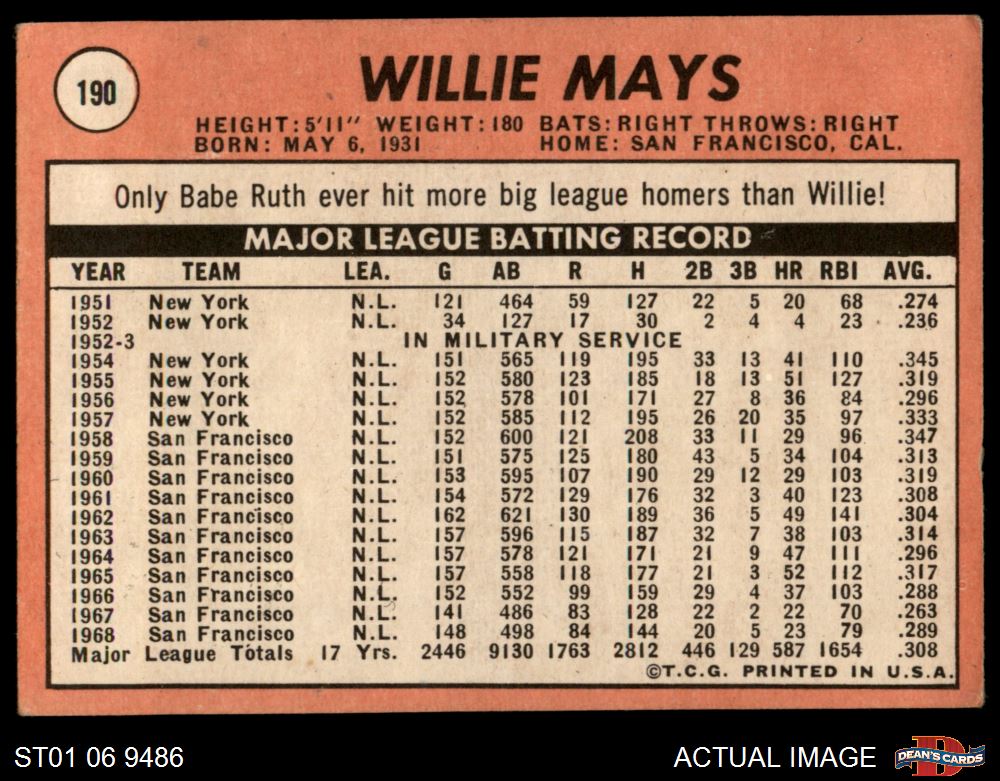 190
WILLIE MAYS
HEIGHT: 5'11" WEIGHT: 180 BATS: RIGHT THROWS: RIGHT
BORN: MAY 6, 1931 HOME: SAN FRANCISCO, CAL.
Only Babe Ruth ever hit more big league homers than Willie!
MAJOR LEAGUE BATTING RECORD
YEAR TEAM LEA. G AB R H 2B 3B HR RBI AVG.
1951 New York N.L. 121 464 59 127 22 5 20 68 .274
1952 New York N.L. 34 127 17 30 2 4 4 23 .236
1952-3 IN MILITARY SERVICE
1954 New York N.L. 151 565 119 195 33 13 41 110 .345
1955 New York N.L. 152 580 123 185 18 13 51 127 .319
1956 New York N.L. 152 578 101 171 27 8 36 84 .296
1957 New York N.L. 152 585 112 195 26 20 35 97 .333
1958 San Francisco N.L. 152 600 121 208 33 11 29 96 .347
1959 San Francisco N.L. 151 575 125 180 43 5 34 104 .313
1960 San Francisco N.L. 153 595 107 190 29 12 29 103 .319
1961 San Francisco N.L. 154 572 129 176 32 3 40 123 .308
1962 San Francisco N.L. 162 621 130 189 36 5 49 141 .304
1963 San Francisco N.L. 157 596 115 187 32 7 38 103 .314
1964 San Francisco N.L. 157 578 121 171 21 9 47 111 .296
1965 San Francisco N.L. 157 558 118 177 21 3 52 112 .317
1966 San Francisco N.L. 152 552 99 159 29 4 37 103 .288
1967 San Francisco N.L. 141 486 83 128 22 2 22 70 .263
1968 San Francisco N.L. 148 498 84 144 20 5 23 79 .289
Major League Totals 17 Yrs. 2446 9130 1763 2812 446 129 587 1654 .308
©T.C.G. PRINTED IN U.S.A.
ST01 06 9486 ACTUAL IMAGE D DEAN'S CARDS